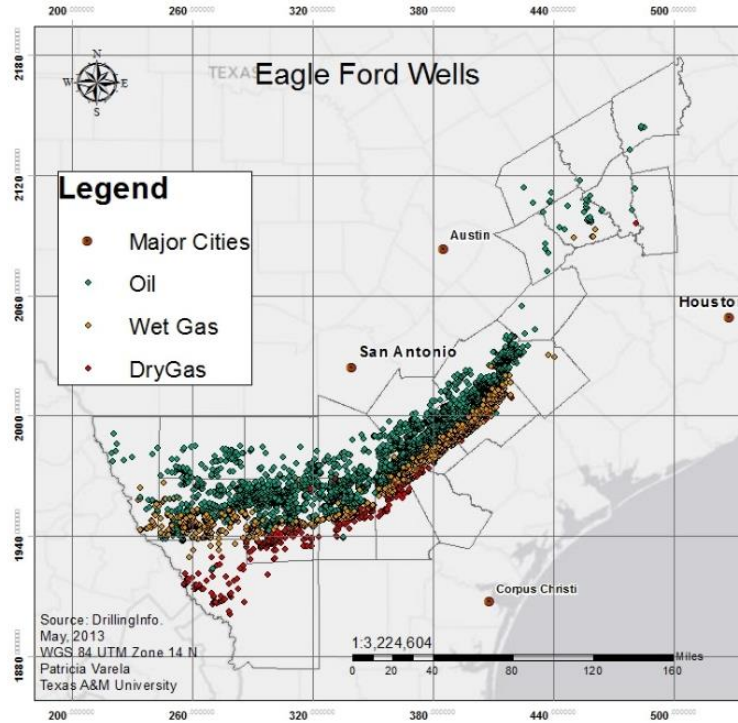 200 260 320 380 440 500
N
W E
S
TEXAS
Eagle Ford Wells
2180
2120
2060
2000
1940
1880
Legend
Major Cities
Oil
Wet Gas
DryGas
Austin
Housto
San Antonio
Corpus Christi
Source: DrillingInfo.
May, 2013
WGS 84 UTM Zone 14 N
Patricia Varela
Texas A&M University
1:3,224,604
Miles
0 20 40 80 120 160
200 260 320 380 440 500